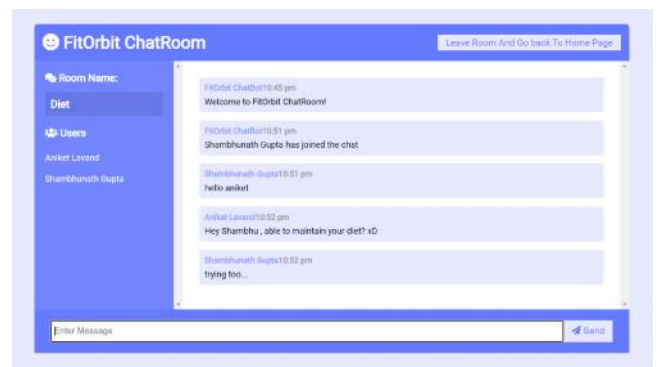 FitOrbit ChatRoom
Leave Room And Go back To Home Page
Room Name:
Diet
Users
Aniket Lavand
Shambhunath Gupta
FitOrbit ChatBot10:45 pm
Welcome to FitOrbit ChatRoom!
FitOrbit ChatBot10:51 pm
Shambhunath Gupta has joined the chat
Shambhunath Gupta10:51 pm
hello aniket
Aniket Lavand10:52 pm
Hey Shambhu , able to maintain your diet? xD
Shambhunath Gupta10:52 pm
trying too...
Enter Message
Send